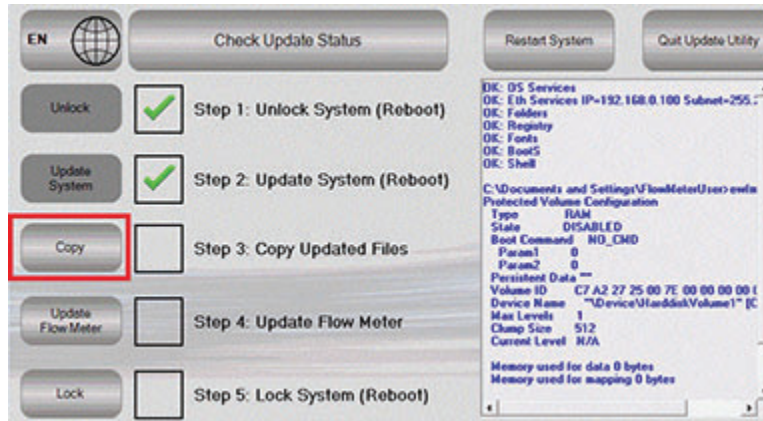 EN
Check Update Status
Restart System
Quit Update Utility
Unlock
Step 1: Unlock System (Reboot)
Update
System
Step 2: Update System (Reboot)
Copy
Step 3: Copy Updated Files
Update
Flow Meter
Step 4: Update Flow Meter
Lock
Step 5: Lock System (Reboot)
OK: OS Services
OK: Eth Services IP=192.168.0.100 Subnet=255.
OK: Folders
OK: Registry
OK: Fonts
OK: BootS
OK: Shell
C:\Documents and Settings\FlowMeterUser>ewfm
Protected Volume Configuration
Type RAM
State DISABLED
Boot Command NO_CMD
Param1 0
Param2 0
Persistent Data ""
Volume ID C7 A2 27 25 00 7E 00 00 00 00
Device Name "\Device\HarddiskVolume1" [C
Max Levels 1
Clump Size 512
Current Level N/A
Memory used for data 0 bytes
Memory used for mapping 0 bytes